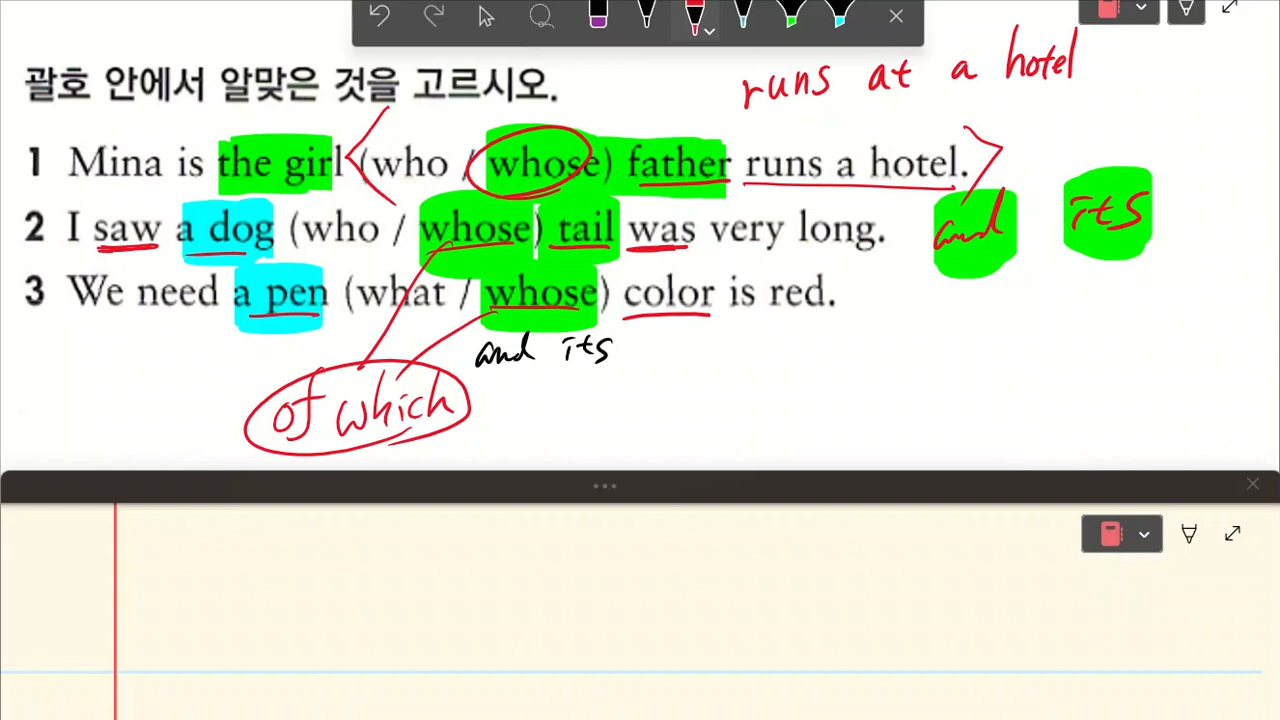 runs at a hotel
괄호 안에서 알맞은 것을 고르시오.
1 Mina is the girl (who / whose) father runs a hotel.
2 I saw a dog (who / whose) tail was very long. and its
3 We need a pen (what / whose) color is red.
and its
of which